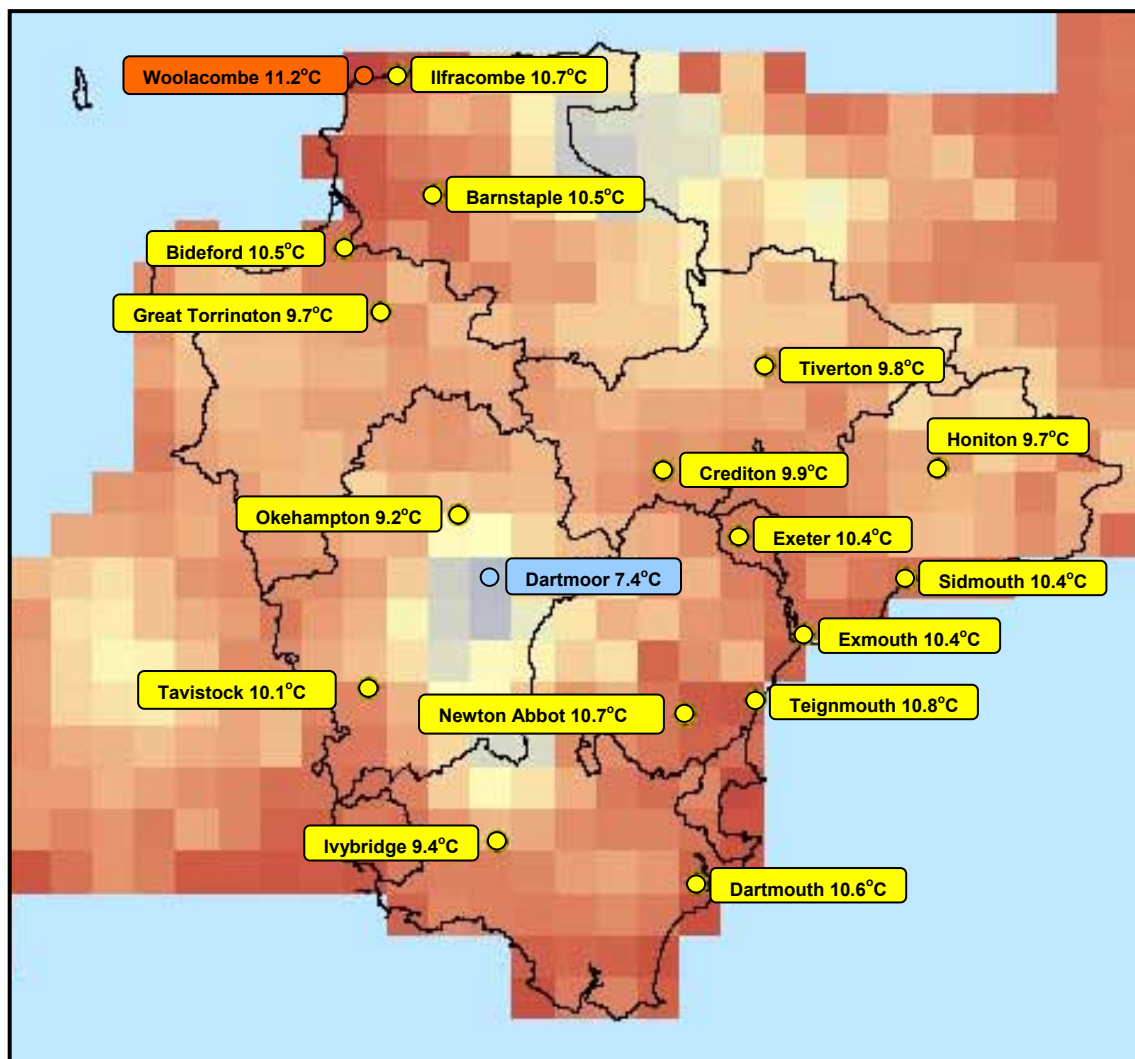 Woolacombe 11.2°C
Ilfracombe 10.7°C
Barnstaple 10.5°C
Bideford 10.5°C
Great Torrington 9.7°C
Tiverton 9.8°C
Honiton 9.7°C
Crediton 9.9°C
Okehampton 9.2°C
Exeter 10.4°C
Dartmoor 7.4°C
Sidmouth 10.4°C
Exmouth 10.4°C
Tavistock 10.1°C
Newton Abbot 10.7°C
Teignmouth 10.8°C
Ivybridge 9.4°C
Dartmouth 10.6°C